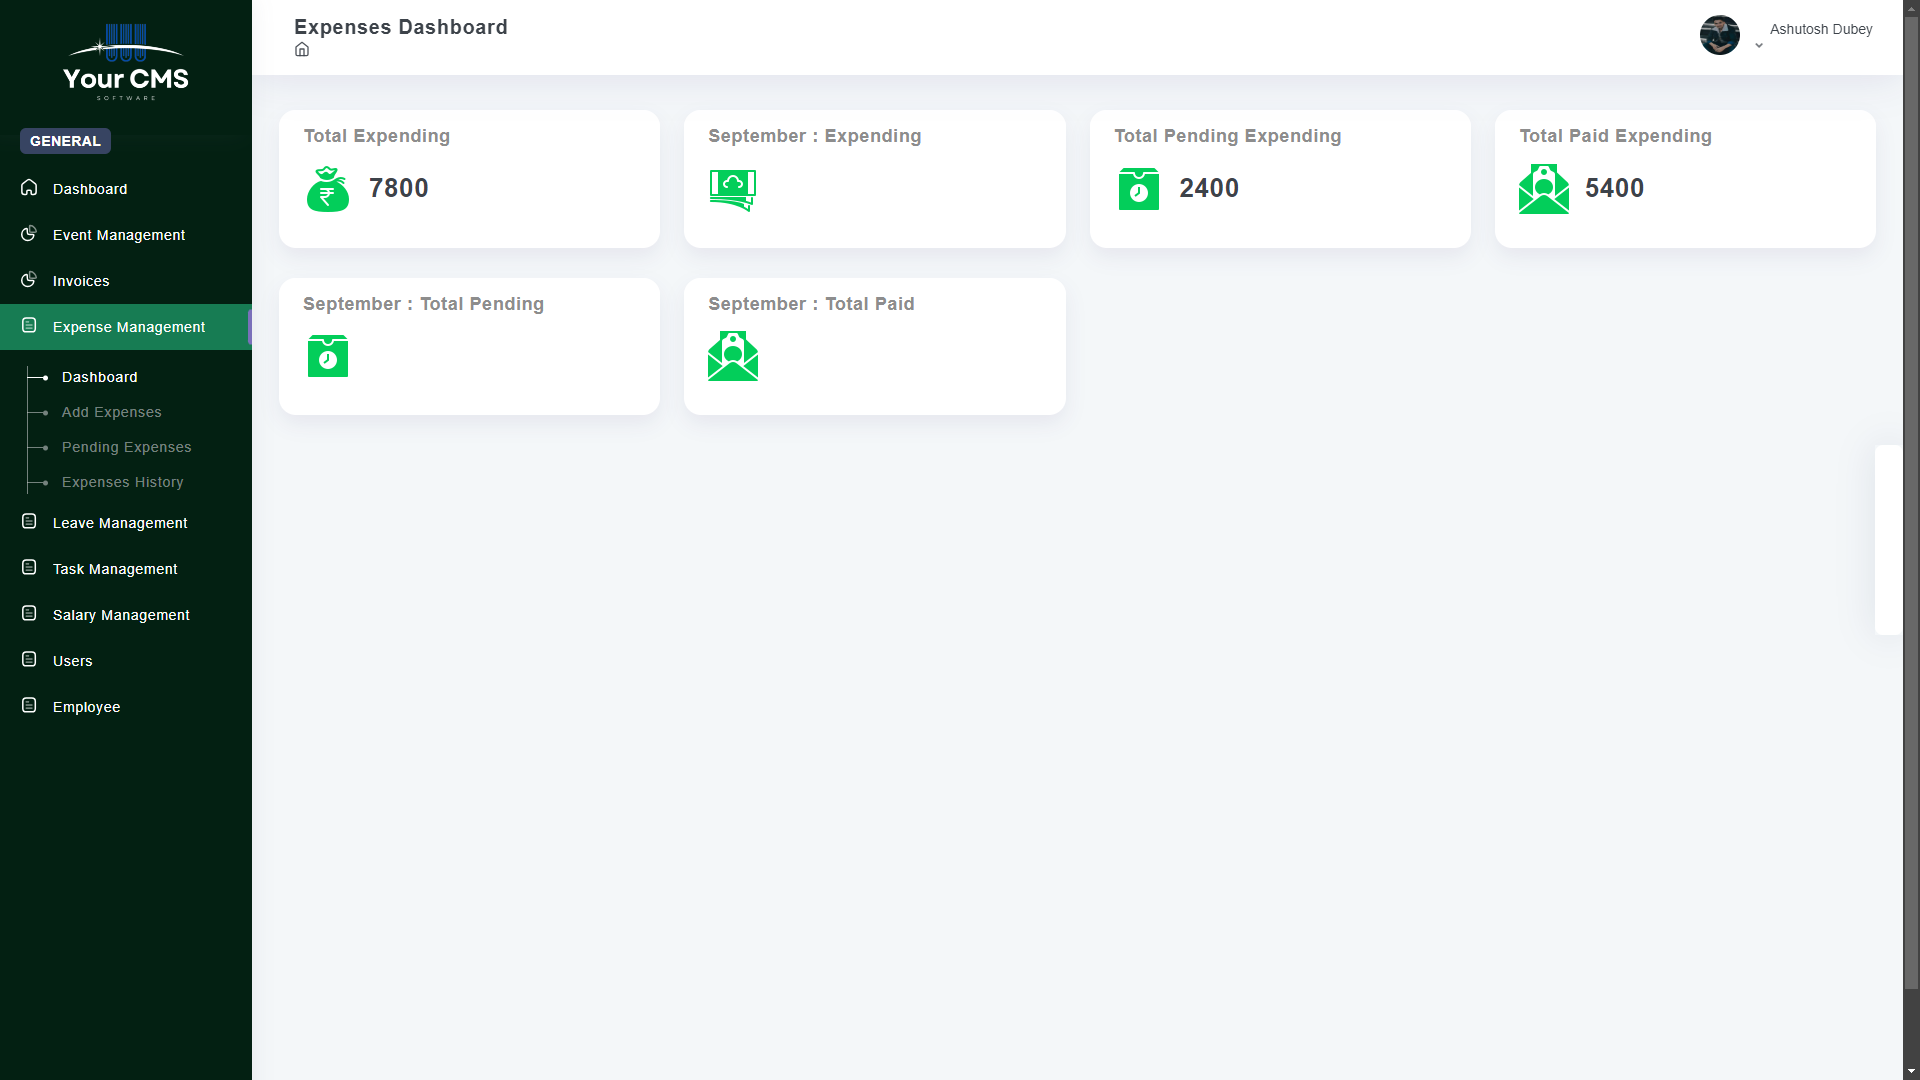 Your CMS
SOFTWARE
GENERAL
Dashboard
Event Management
Invoices
Expense Management
Dashboard
Add Expenses
Pending Expenses
Expenses History
Leave Management
Task Management
Salary Management
Users
Employee
Expenses Dashboard
Ashutosh Dubey
Total Expending
7800
September : Expending
Total Pending Expending
2400
Total Paid Expending
5400
September : Total Pending
September : Total Paid